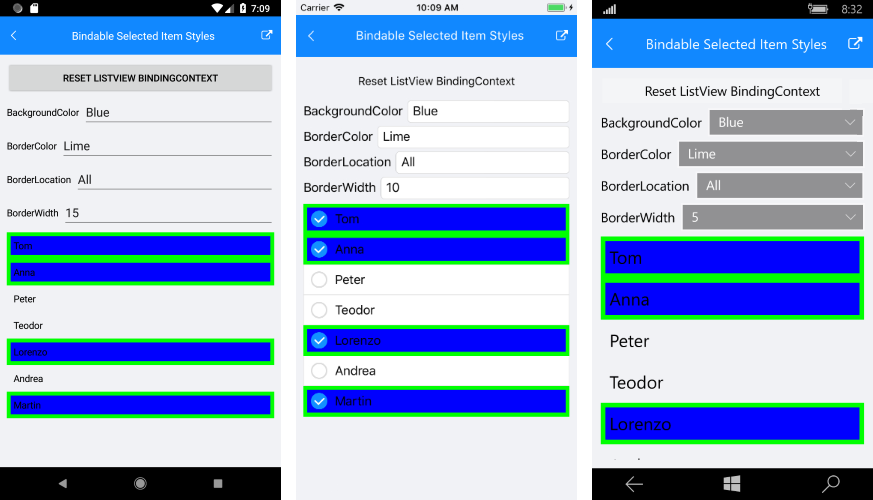 7:09
Bindable Selected Item Styles
RESET LISTVIEW BINDINGCONTEXT
BackgroundColor Blue
BorderColor Lime
BorderLocation All
BorderWidth 15
Tom
Anna
Peter
Teodor
Lorenzo
Andrea
Martin
Carrier 10:09 AM
Bindable Selected Item Styles
Reset ListView BindingContext
BackgroundColor Blue
BorderColor Lime
BorderLocation All
BorderWidth 10
Tom
Anna
Peter
Teodor
Lorenzo
Andrea
Martin
8:32
Bindable Selected Item Styles
Reset ListView BindingContext
BackgroundColor Blue
BorderColor Lime
BorderLocation All
BorderWidth 5
Tom
Anna
Peter
Teodor
Lorenzo